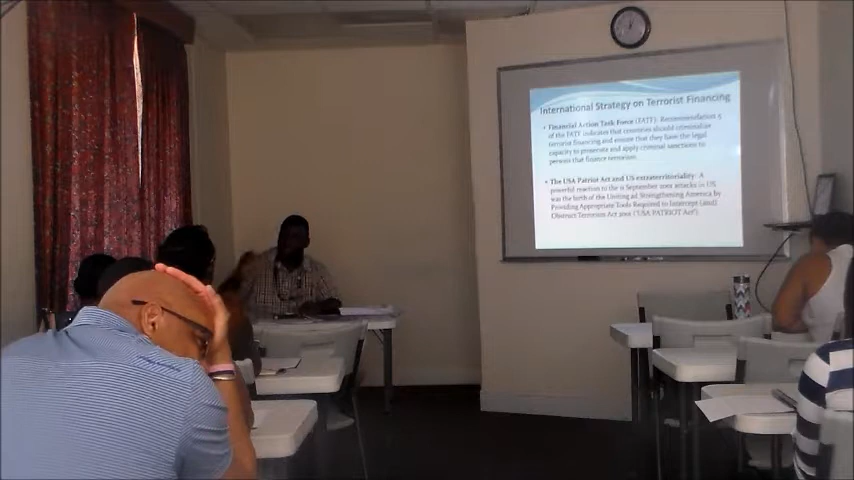 International Strategy on Terrorist Financing
• Financial Action Task Force (FATF): Recommendation 5
of the FATF indicates that countries should criminalize
terrorist financing and ensure that they have the legal
capacity to prosecute and apply criminal sanctions to
persons that finance terrorism.
• The USA Patriot Act and US extraterritoriality: A
powerful reaction to the 11 September 2001 attacks in US
was the birth of the Uniting and Strengthening America by
Providing Appropriate Tools Required to Intercept (and)
Obstruct Terrorism Act 2001 ('USA PATRIOT Act')